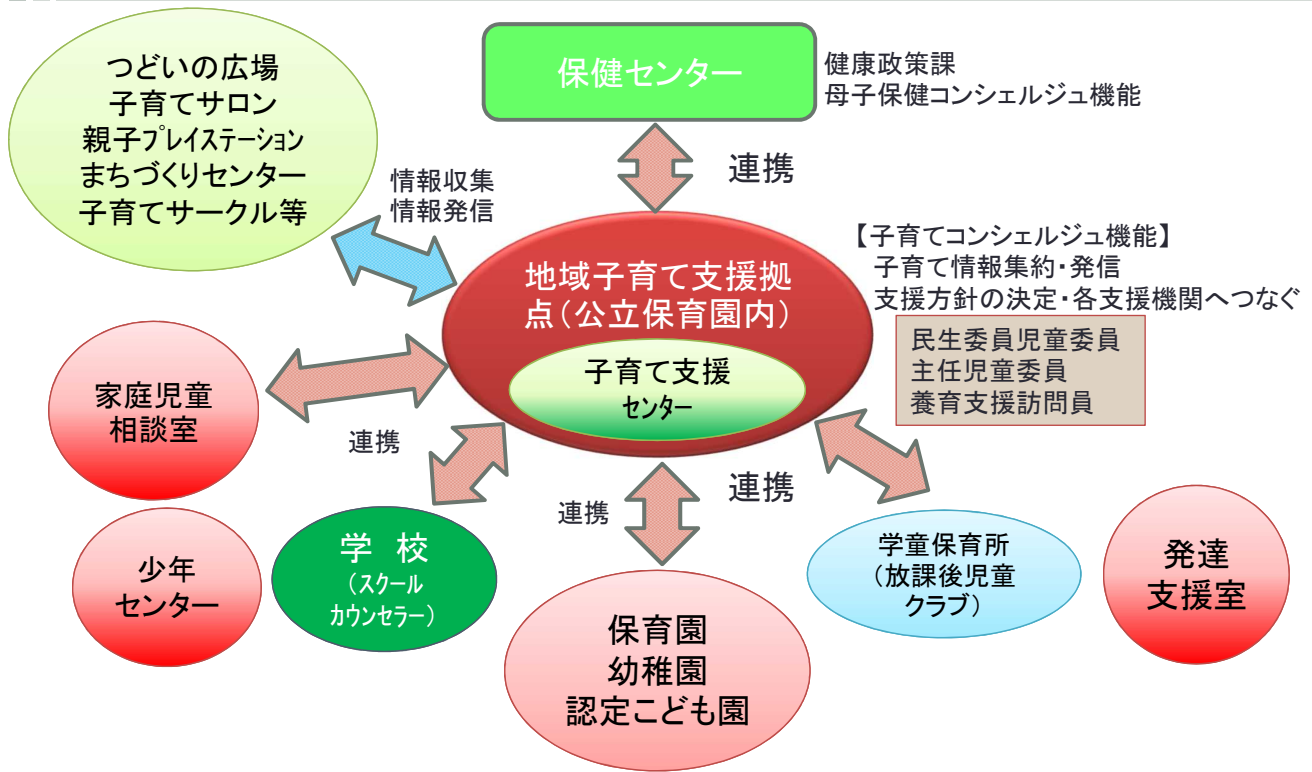 つどいの広場
子育てサロン
親子プレイステーション
まちづくりセンター
子育てサークル等
保健センター
健康政策課
母子保健コンシェルジュ機能
連携
情報収集
情報発信
【子育てコンシェルジュ機能】
子育て情報集約・発信
支援方針の決定・各支援機関へつなぐ
地域子育て支援拠
点（公立保育園内）
子育て支援
センター
民生委員児童委員
主任児童委員
養育支援訪問員
家庭児童
相談室
連携
連携
連携
少年
センター
学 校
（スクール
カウンセラー）
保育園
幼稚園
認定こども園
学童保育所
（放課後児童
クラブ）
発達
支援室